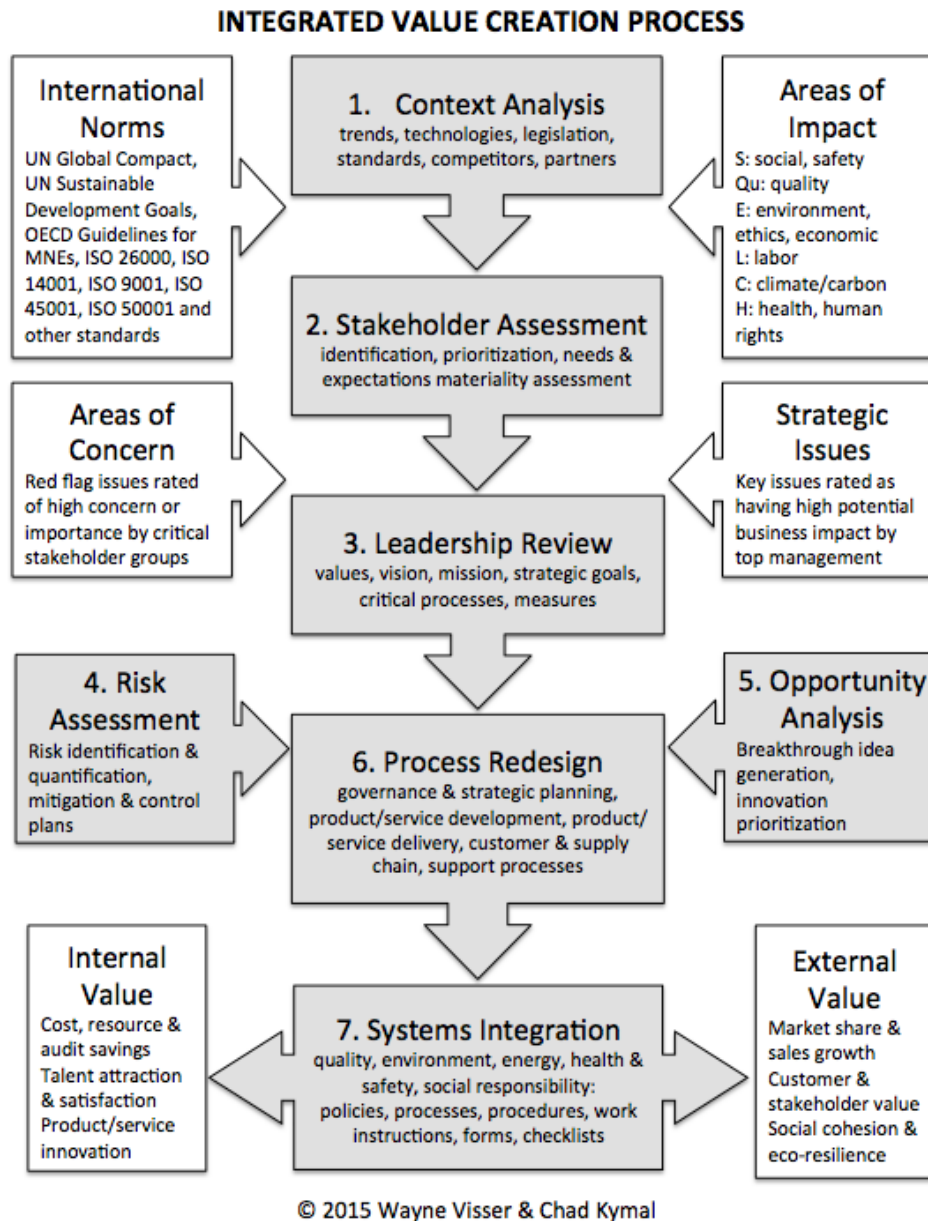 INTEGRATED VALUE CREATION PROCESS
International
Norms
UN Global Compact,
UN Sustainable
Development Goals,
OECD Guidelines for
MNEs, ISO 26000, ISO
14001, ISO 9001, ISO
45001, ISO 50001 and
other standards
1. Context Analysis
trends, technologies, legislation,
standards, competitors, partners
Areas of
Impact
S: social, safety
Qu: quality
E: environment,
ethics, economic
L: labor
C: climate/carbon
H: health, human
rights
2. Stakeholder Assessment
identification, prioritization, needs &
expectations materiality assessment
Areas of
Concern
Red flag issues rated
of high concern or
importance by critical
stakeholder groups
Strategic
Issues
Key issues rated as
having high potential
business impact by
top management
3. Leadership Review
values, vision, mission, strategic goals,
critical processes, measures
4. Risk
Assessment
Risk identification &
quantification,
mitigation & control
plans
5. Opportunity
Analysis
Breakthrough idea
generation,
innovation
prioritization
6. Process Redesign
governance & strategic planning,
product/service development, product/
service delivery, customer & supply
chain, support processes
Internal
Value
Cost, resource &
audit savings
Talent attraction
& satisfaction
Product/service
innovation
7. Systems Integration
quality, environment, energy, health &
safety, social responsibility:
policies, processes, procedures, work
instructions, forms, checklists
External
Value
Market share &
sales growth
Customer &
stakeholder value
Social cohesion &
eco-resilience
© 2015 Wayne Visser & Chad Kymal